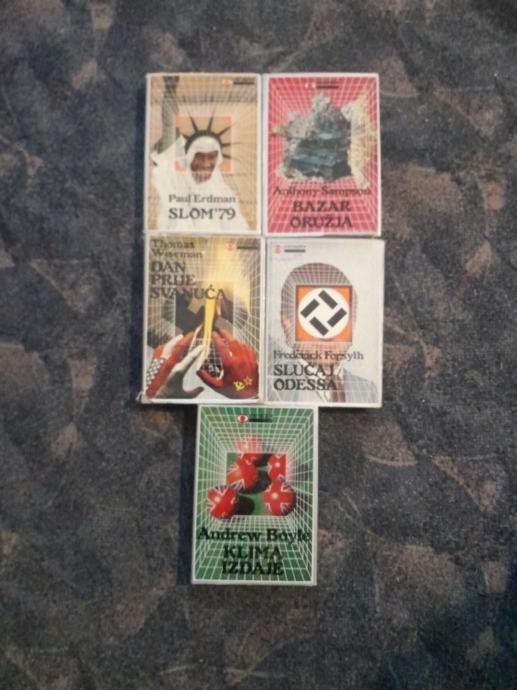 Paul Erdman
SLOM '79
Anthony Sampson
BAZAR
ORUŽJA
Thomas
Wiseman
DAN
PRIJE
SVANUĆA
Frederick Forsyth
SLUČAJ
ODESSA
Andrew Boyle
KLIMA
IZDAJE